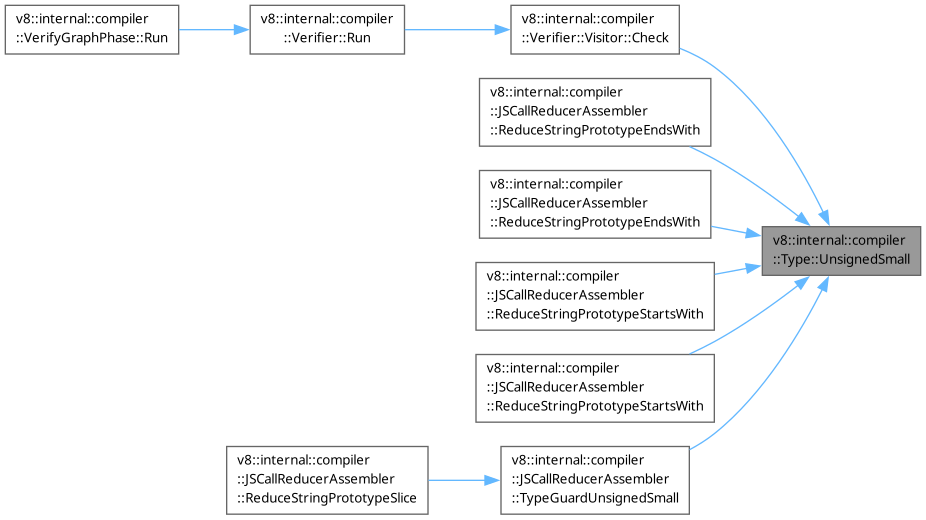 v8::internal::compiler
::VerifyGraphPhase::Run
v8::internal::compiler
::Verifier::Run
v8::internal::compiler
::Verifier::Visitor::Check
v8::internal::compiler
::JSCallReducerAssembler
::ReduceStringPrototypeEndsWith
v8::internal::compiler
::JSCallReducerAssembler
::ReduceStringPrototypeEndsWith
v8::internal::compiler
::Type::UnsignedSmall
v8::internal::compiler
::JSCallReducerAssembler
::ReduceStringPrototypeStartsWith
v8::internal::compiler
::JSCallReducerAssembler
::ReduceStringPrototypeStartsWith
v8::internal::compiler
::JSCallReducerAssembler
::ReduceStringPrototypeSlice
v8::internal::compiler
::JSCallReducerAssembler
::TypeGuardUnsignedSmall